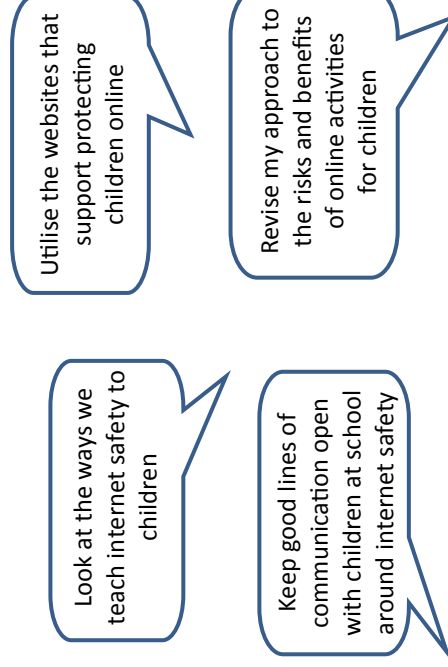 Look at the ways we
teach internet safety to
children
Utilise the websites that
support protecting
children online
Keep good lines of
communication open
with children at school
around internet safety
Revise my approach to
the risks and benefits
of online activities
for children